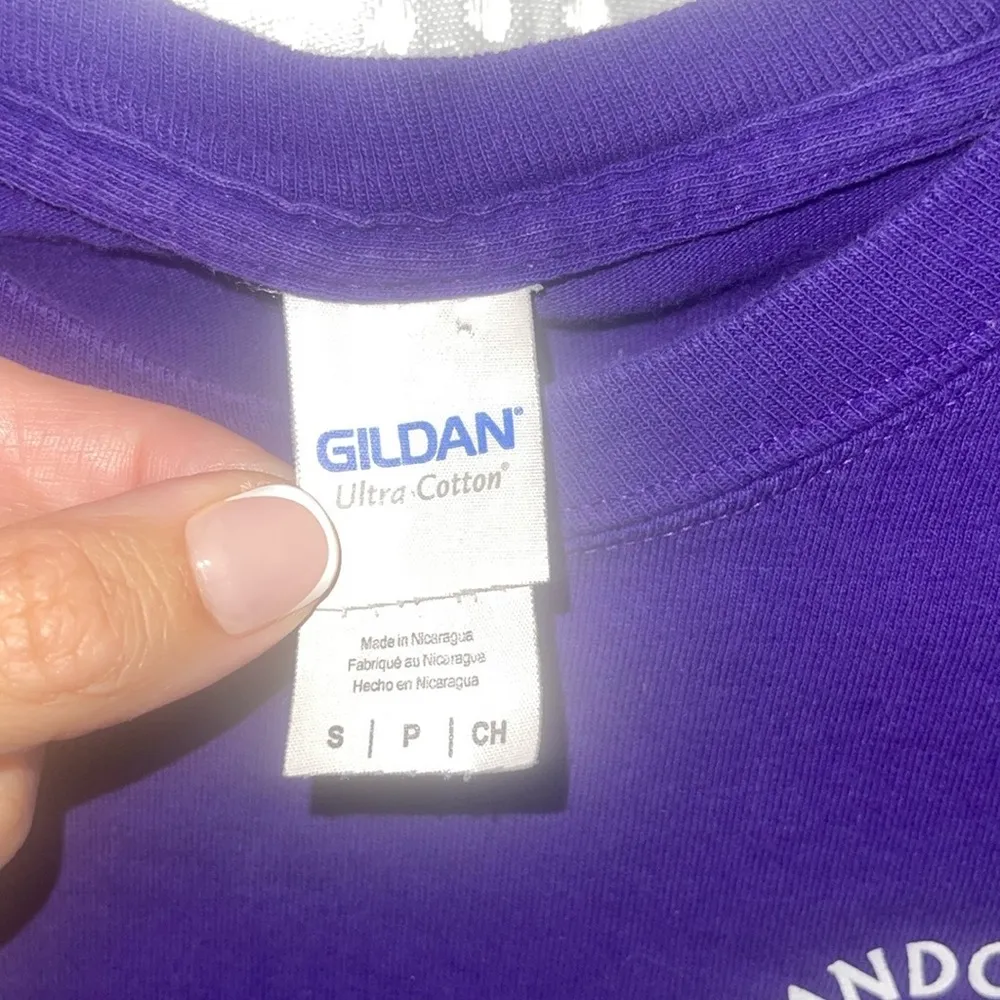 GILDAN®
Ultra Cotton®
Made in Nicaragua
Fabriqué au Nicaragua
Hecho en Nicaragua
S | P | CH